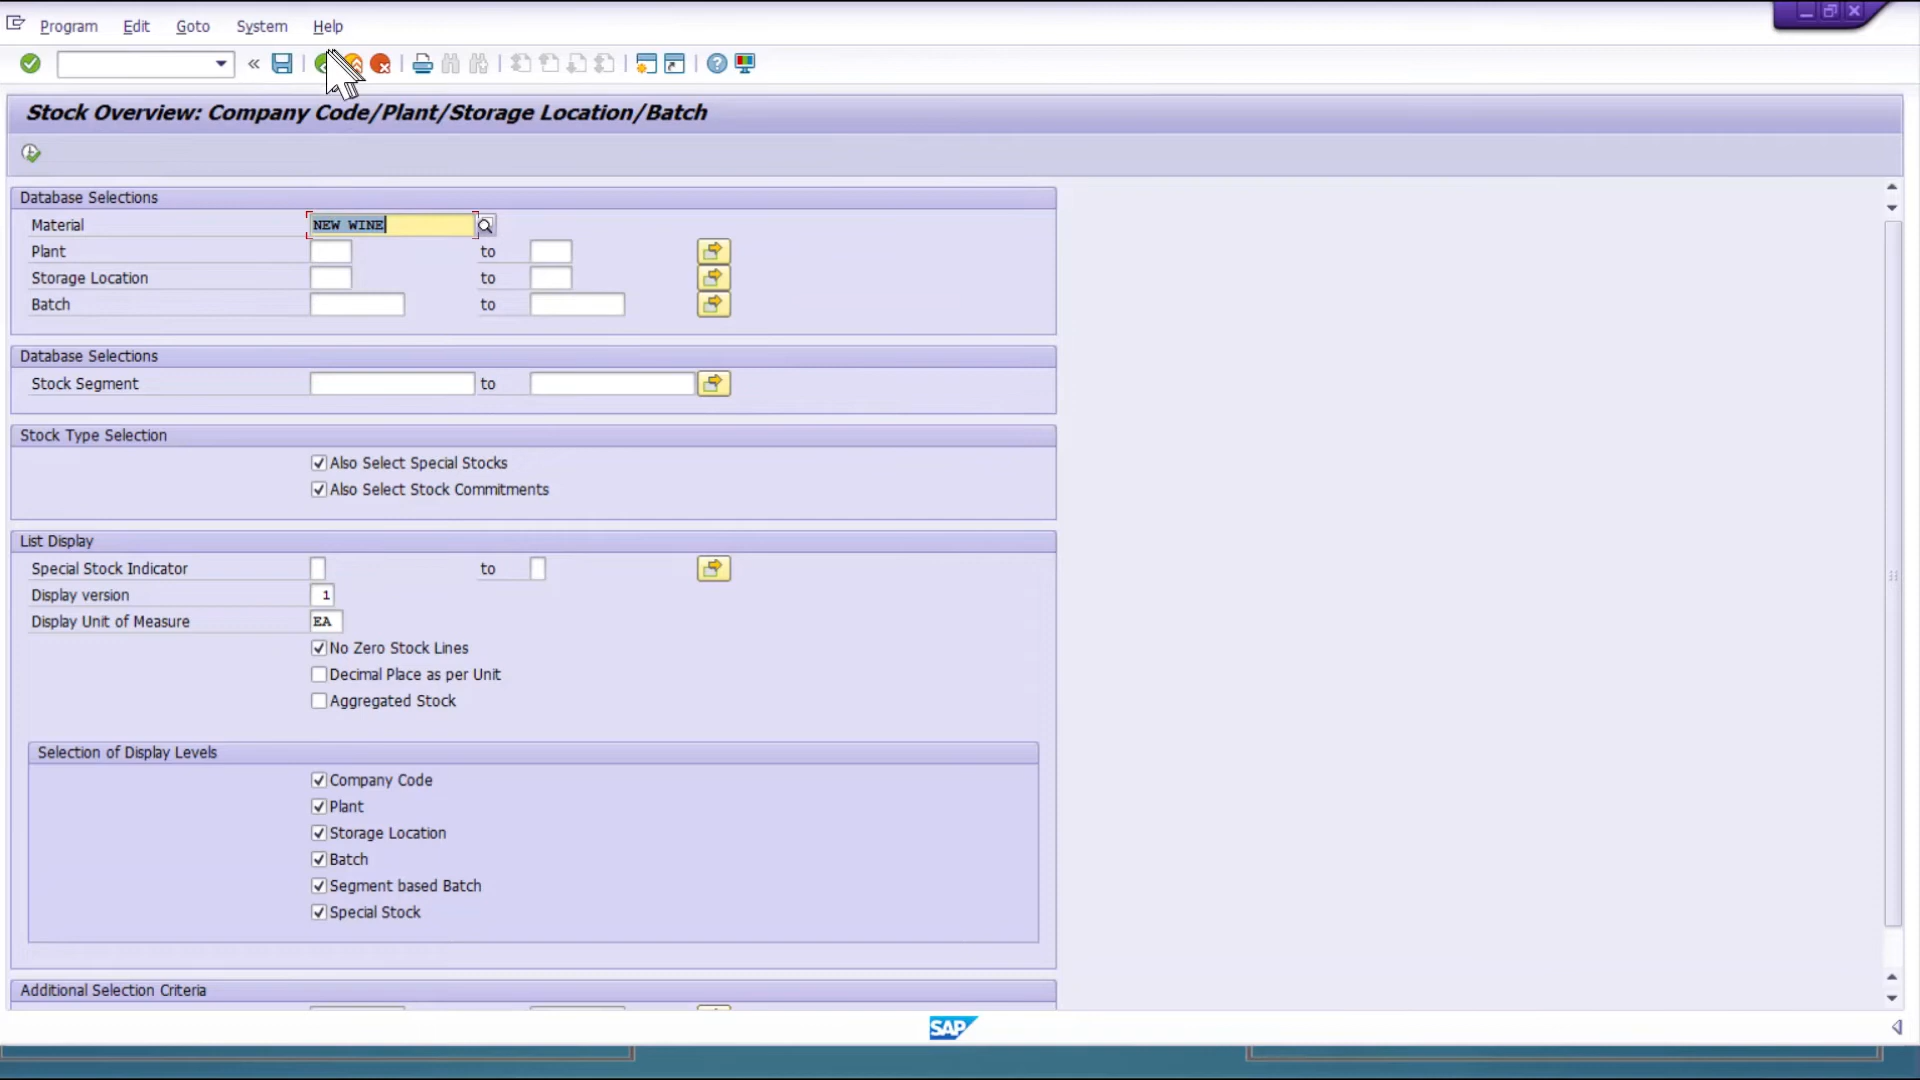 Program Edit Goto System Help
Stock Overview: Company Code/Plant/Storage Location/Batch
Database Selections
Material NEW WINE
Plant to
Storage Location to
Batch to
Database Selections
Stock Segment to
Stock Type Selection
Also Select Special Stocks
Also Select Stock Commitments
List Display
Special Stock Indicator to
Display version 1
Display Unit of Measure EA
No Zero Stock Lines
Decimal Place as per Unit
Aggregated Stock
Selection of Display Levels
Company Code
Plant
Storage Location
Batch
Segment based Batch
Special Stock
Additional Selection Criteria
SAP